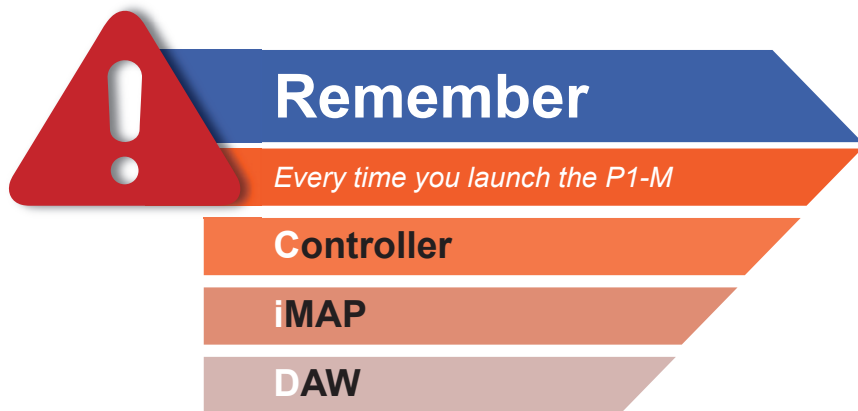 Remember
Every time you launch the P1-M
Controller
iMAP
DAW